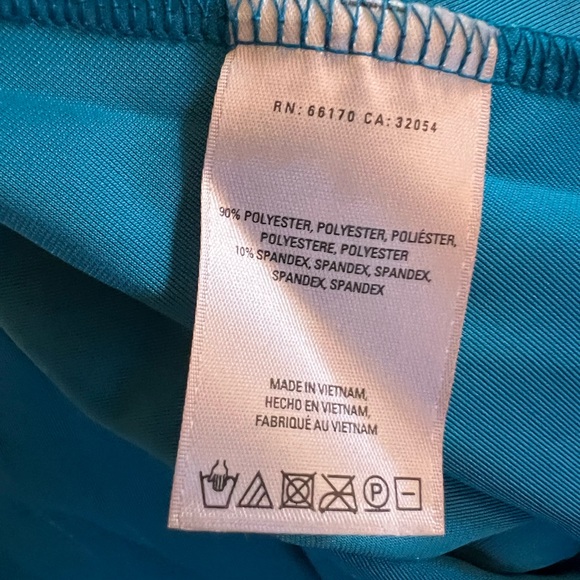 RN: 66170 CA: 32054
90% POLYESTER, POLYESTER, POLIÉSTER,
POLYESTERE, POLYESTER
10% SPANDEX, SPANDEX, SPANDEX,
SPANDEX, SPANDEX
MADE IN VIETNAM,
HECHO EN VIETNAM,
FABRIQUÉ AU VIETNAM
P